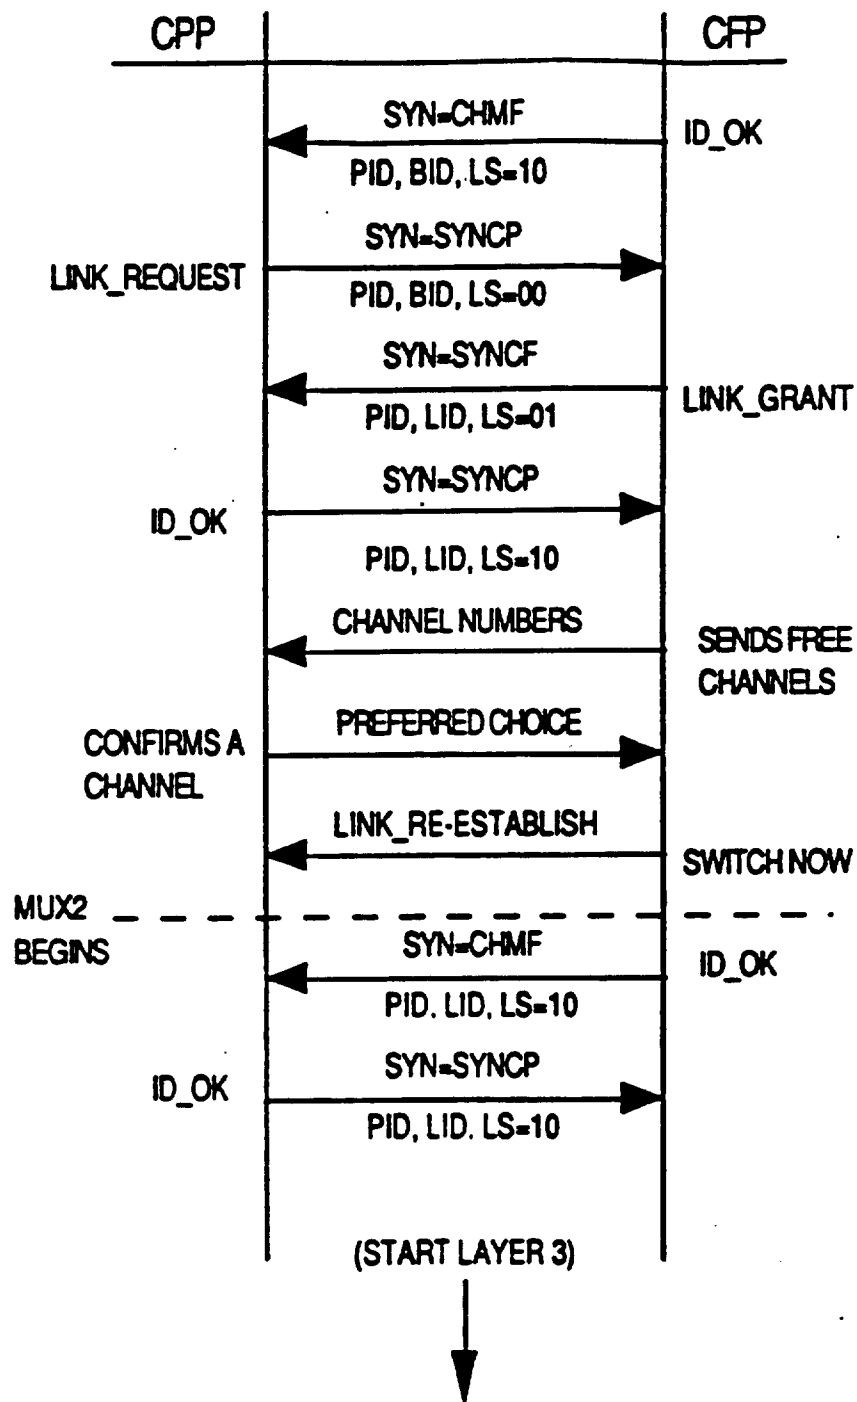 CPP
CFP
SYN=CHMF
ID_OK
PID, BID, LS=10
SYN=SYNCP
LINK_REQUEST
PID, BID, LS=00
SYN=SYNCF
LINK_GRANT
PID, LID, LS=01
SYN=SYNCP
ID_OK
PID, LID, LS=10
CHANNEL NUMBERS
SENDS FREE
CHANNELS
PREFERRED CHOICE
CONFIRMS A
CHANNEL
LINK_RE-ESTABLISH
SWITCH NOW
MUX2
BEGINS
SYN=CHMF
ID_OK
PID. LID, LS=10
SYN=SYNCP
ID_OK
PID, LID. LS=10
(START LAYER 3)